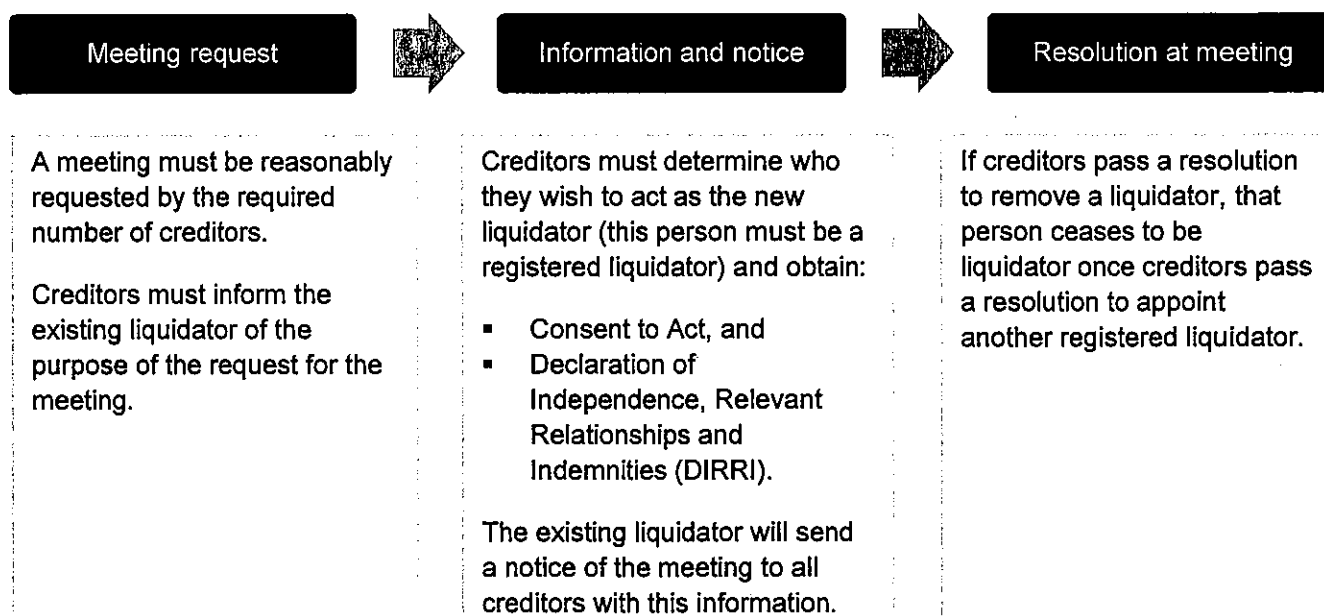 Meeting request
Information and notice
Resolution at meeting
A meeting must be reasonably
requested by the required
number of creditors.
Creditors must inform the
existing liquidator of the
purpose of the request for the
meeting.
Creditors must determine who
they wish to act as the new
liquidator (this person must be a
registered liquidator) and obtain:
▪ Consent to Act, and
▪ Declaration of
Independence, Relevant
Relationships and
Indemnities (DIRRI).
The existing liquidator will send
a notice of the meeting to all
creditors with this information.
If creditors pass a resolution
to remove a liquidator, that
person ceases to be
liquidator once creditors pass
a resolution to appoint
another registered liquidator.